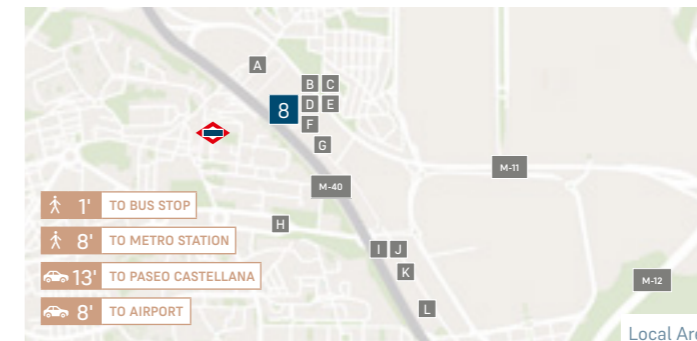 A
B C
8 D E
F
G
M-11
M-40
1' TO BUS STOP
H
8' TO METRO STATION
I J
K
13' TO PASEO CASTELLANA
M-12
8' TO AIRPORT
L
Local Are